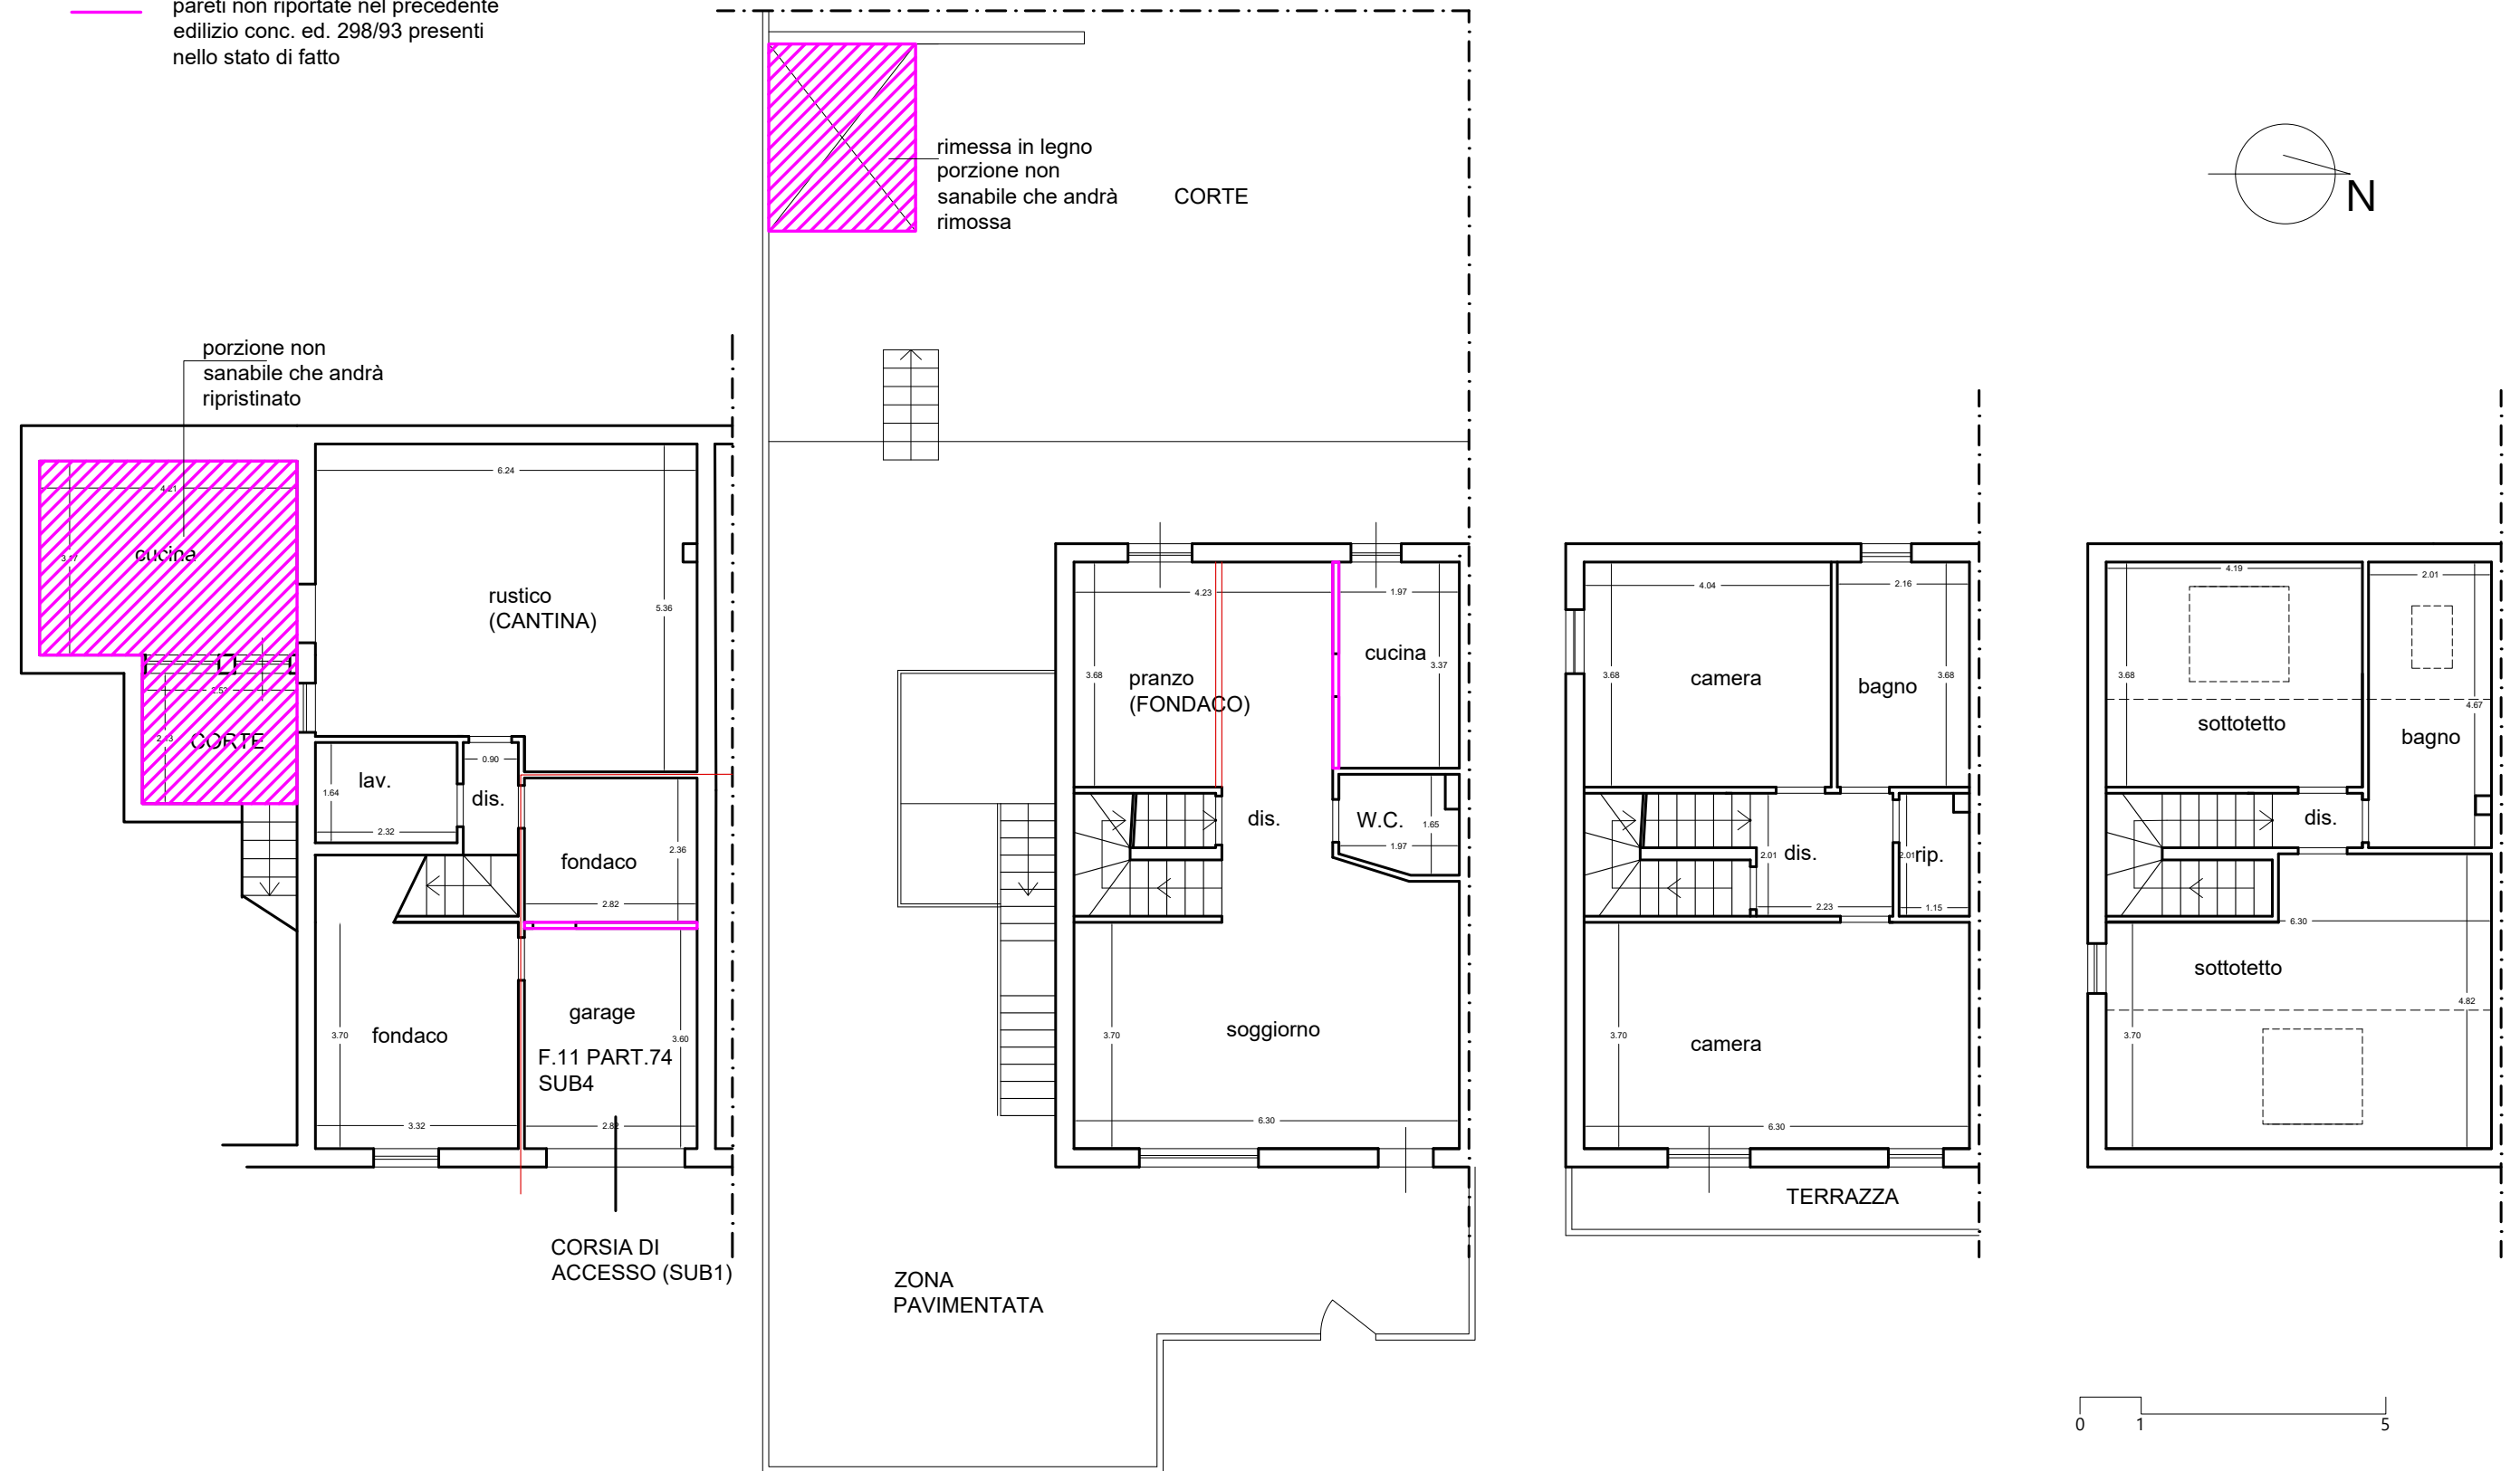 pareti non riportate nel precedente
edilizio conc. ed. 298/93 presenti
nello stato di fatto
rimessa in legno
porzione non
sanabile che andrà
rimossa
CORTE
N
porzione non
sanabile che andrà
ripristinato
6.24
4.21
cucina
rustico
(CANTINA)
5.36
CORTE
lav.
1.64
2.32
0.90
dis.
fondaco
2.36
2.82
3.70
fondaco
3.32
garage
3.60
F.11 PART.74
SUB4
2.82
CORSIA DI
ACCESSO (SUB1)
4.23
1.97
3.68
pranzo
(FONDACO)
cucina
3.37
dis.
W.C.
1.65
1.97
3.70
soggiorno
6.30
ZONA
PAVIMENTATA
4.04
2.16
3.68
camera
bagno
3.68
2.01
dis.
2.01
rip.
2.23
1.15
3.70
camera
6.30
TERRAZZA
4.19
2.01
3.68
sottotetto
4.67
bagno
dis.
6.30
sottotetto
4.82
3.70
0
1
5